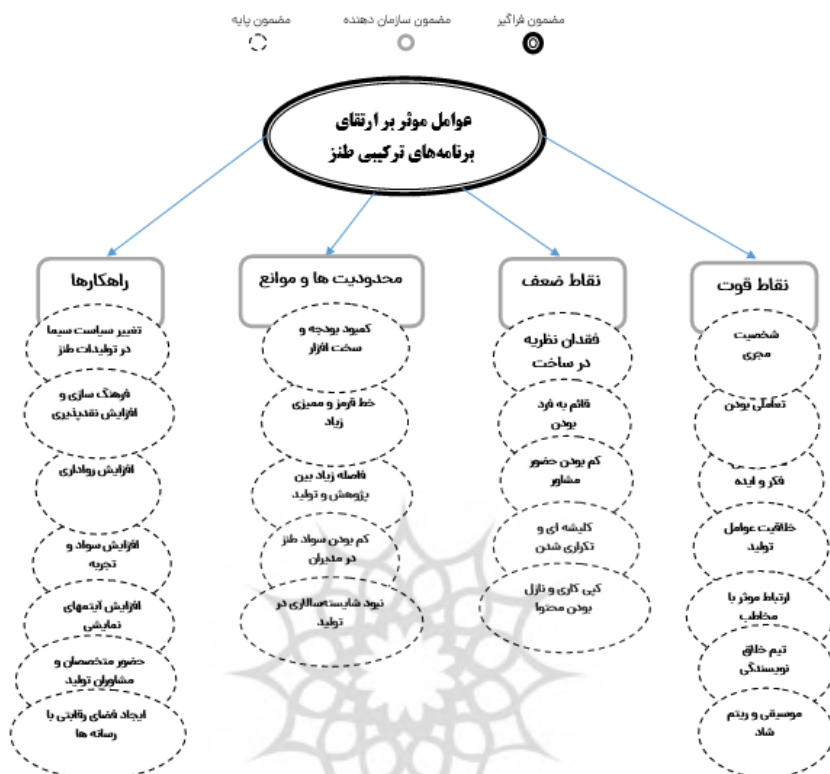 مضمون فراگیر
مضمون سازمان دهنده
مضمون پایه
عوامل موثر بر ارتقای
برنامه‌های ترکیبی طنز
نقاط قوت
شخصیت
مجری
تعاملی بودن
فکر و ایده
خلاقیت عوامل
تولید
ارتباط موثر با
مخاطب
تیم خلاق
نویسندگی
موسیقی و ریتم
شاد
نقاط ضعف
فقدان نظریه
در ساخت
قائم به فرد
بودن
کم بودن حضور
مشاور
کلیشه ای و
تکراری شدن
کپی کاری و نازل
بودن محتوا
محدودیت ها و موانع
کمبود بودجه و
سخت افزار
خط قرمز و ممیزی
زیاد
فاصله زیاد بین
پژوهش و تولید
کم بودن سواد طنز
در مدیران
نبود شایسته‌سالاری در
تولید
راهکارها
تغییر سیاست سیما
در تولیدات طنز
فرهنگ سازی و
افزایش نقدپذیری
افزایش رواداری
افزایش سواد و
تجربه
افزایش آیتمهای
نمایشی
حضور متخصصان و
مشاوران تولید
ایجاد فضای رقابتی با
رسانه ها